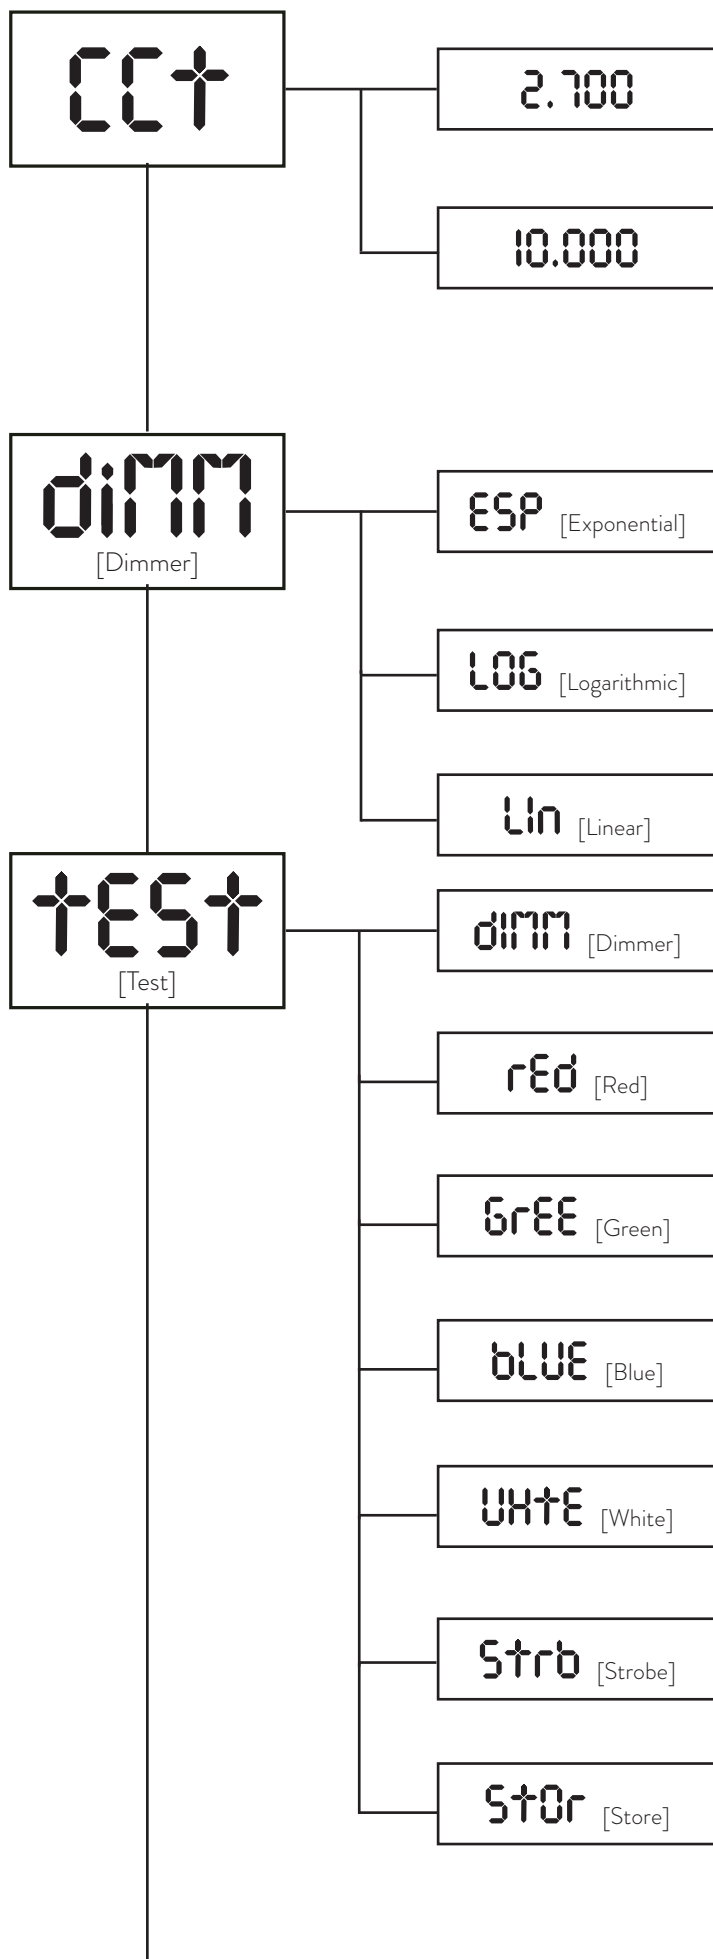 CCt
2.700
10.000
diMM
[Dimmer]
ESP [Exponential]
LOG [Logarithmic]
LIn [Linear]
tESt
[Test]
dIMM [Dimmer]
rEd [Red]
GrEE [Green]
bLUE [Blue]
UHtE [White]
Strb [Strobe]
StOr [Store]